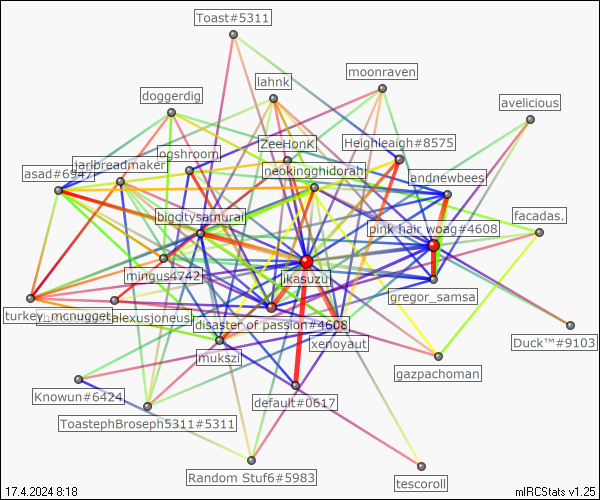 Toast#5311
moonraven
lahnk
doggerdig
avelicious
ZeeHonK
Heighleaigh#8575
ogshroom
jarlbreadmaker
asad#6947
neokingghidorah
andnewbees
bigcitysamurai
facadas.
pink hair woag#4608
mingus4742
ikasuzu
gregor_samsa
turkey_mcnugget
alexusjoneus
disaster of passion#4608
xenoyaut
Duck™#9103
mukszi
gazpachoman
Knowun#6424
default#0617
ToastephBroseph5311#5311
Random Stuf6#5983
tescoroll
17.4.2024 8:18
mIRCStats v1.25